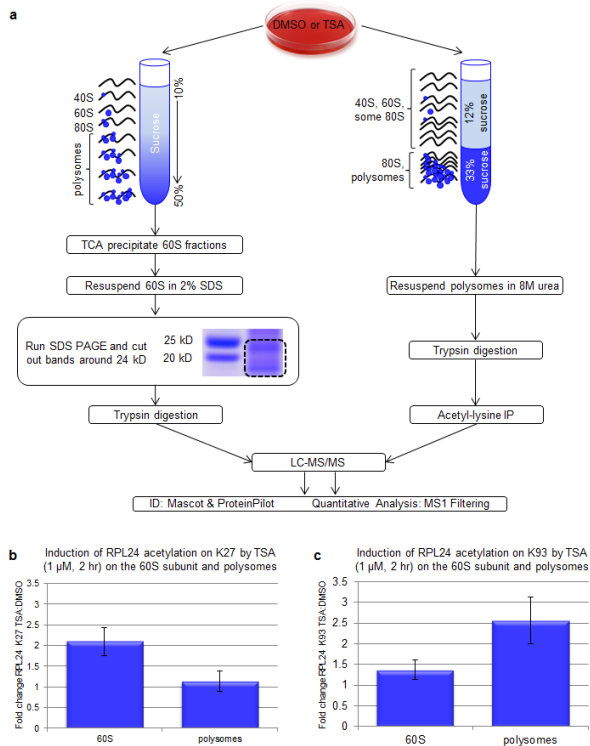 a
DMSO or TSA
40S
60S
80S
polysomes
Sucrose
10%
50%
40S, 60S,
some 80S
80S,
polysomes
12%
sucrose
33%
sucrose
TCA precipitate 60S fractions
Resuspend 60S in 2% SDS
Run SDS PAGE and cut
out bands around 24 kD
25 kD
20 kD
Trypsin digestion
Resuspend polysomes in 8M urea
Trypsin digestion
Acetyl-lysine IP
LC-MS/MS
ID: Mascot & ProteinPilot
Quantitative Analysis: MS1 Filtering
b
Induction of RPL24 acetylation on K27 by TSA
(1 µM, 2 hr) on the 60S subunit and polysomes
Fold change RPL24 K27 TSA:DMSO
3.5
3
2.5
2
1.5
1
0.5
0
60S
polysomes
c
Induction of RPL24 acetylation on K93 by TSA
(1 µM, 2 hr) on the 60S subunit and polysomes
Fold change RPL24 K93 TSA:DMSO
3.5
3
2.5
2
1.5
1
0.5
0
60S
polysomes